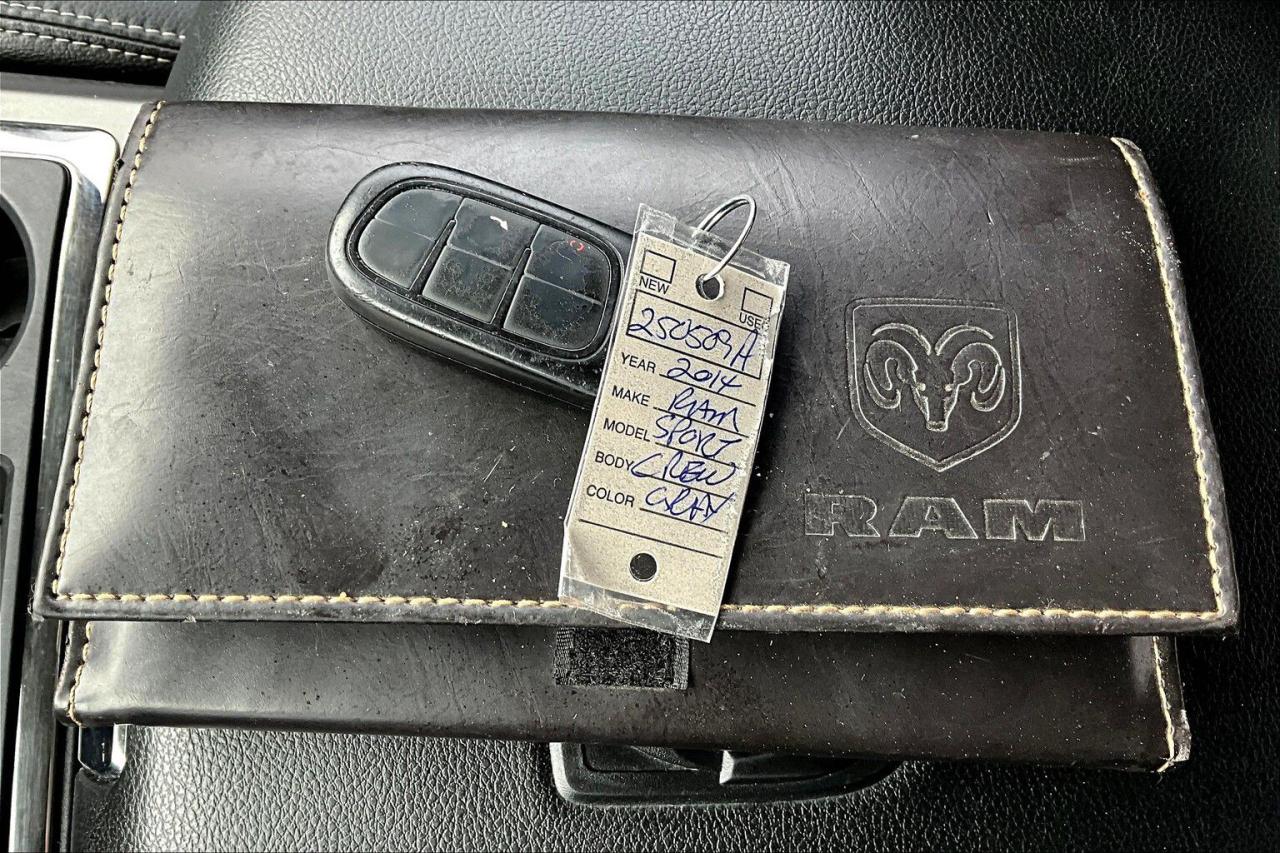 NEW
USED
250509A
YEAR 2014
MAKE RAM
MODEL SPORT
BODY CREW
COLOR GRAY
RAM